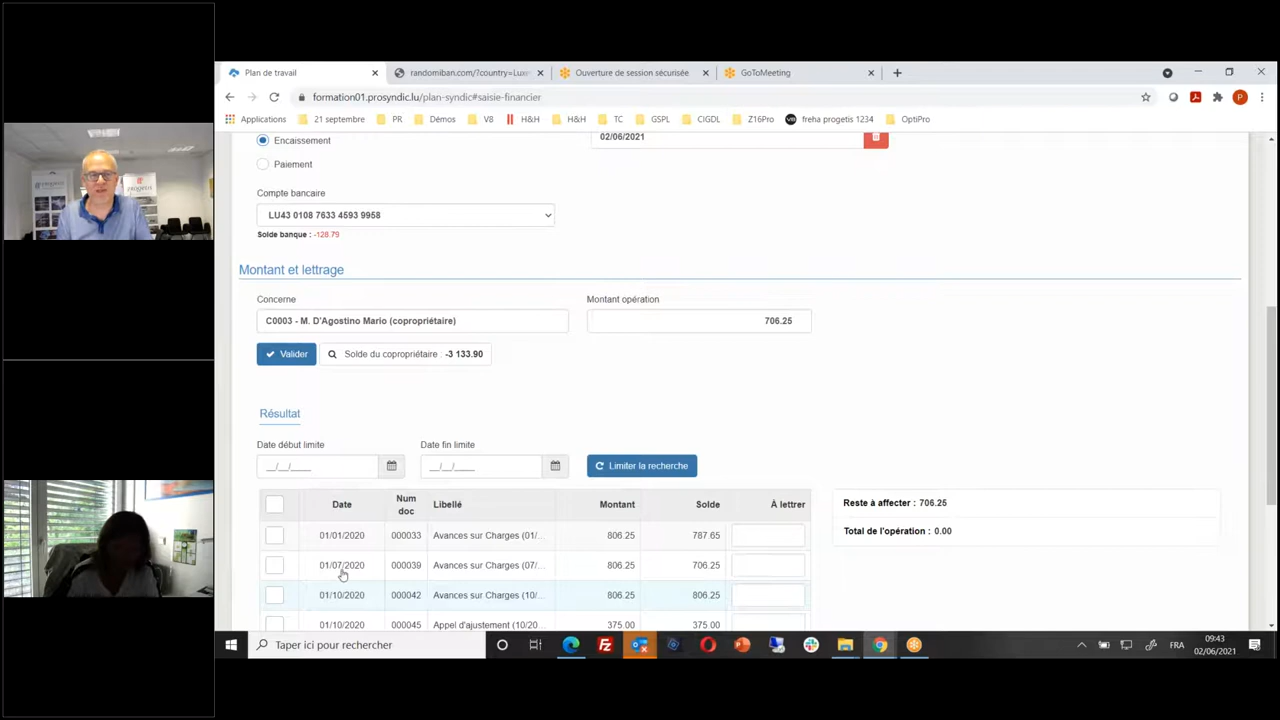 Plan de travail
randomiban.com/?country=Luxe
Ouverture de session sécurisée
GoToMeeting
formation01.prosyndic.lu/plan-syndic#saisie-financier
Applications 21 septembre PR Démos V8 H&H H&H TC GSPL CIGDL Z16Pro freha progetis 1234 OptiPro
Encaissement
02/06/2021
Paiement
Compte bancaire
LU43 0108 7633 4593 9958
Solde banque : -128.79
Montant et lettrage
Concerne Montant opération
C0003 - M. D'Agostino Mario (copropriétaire) 706.25
Valider Solde du copropriétaire : -3 133.90
Résultat
Date début limite Date fin limite
__/__/____ __/__/____ Limiter la recherche
Date Num doc Libellé Montant Solde À lettrer
01/01/2020 000033 Avances sur Charges (01/... 806.25 787.65
01/07/2020 000039 Avances sur Charges (07/... 806.25 706.25
01/10/2020 000042 Avances sur Charges (10/... 806.25 806.25
01/10/2020 000045 Appel d'ajustement (10/20... 375.00 375.00
Reste à affecter : 706.25
Total de l'opération : 0.00
Taper ici pour rechercher
FRA
09:43
02/06/2021